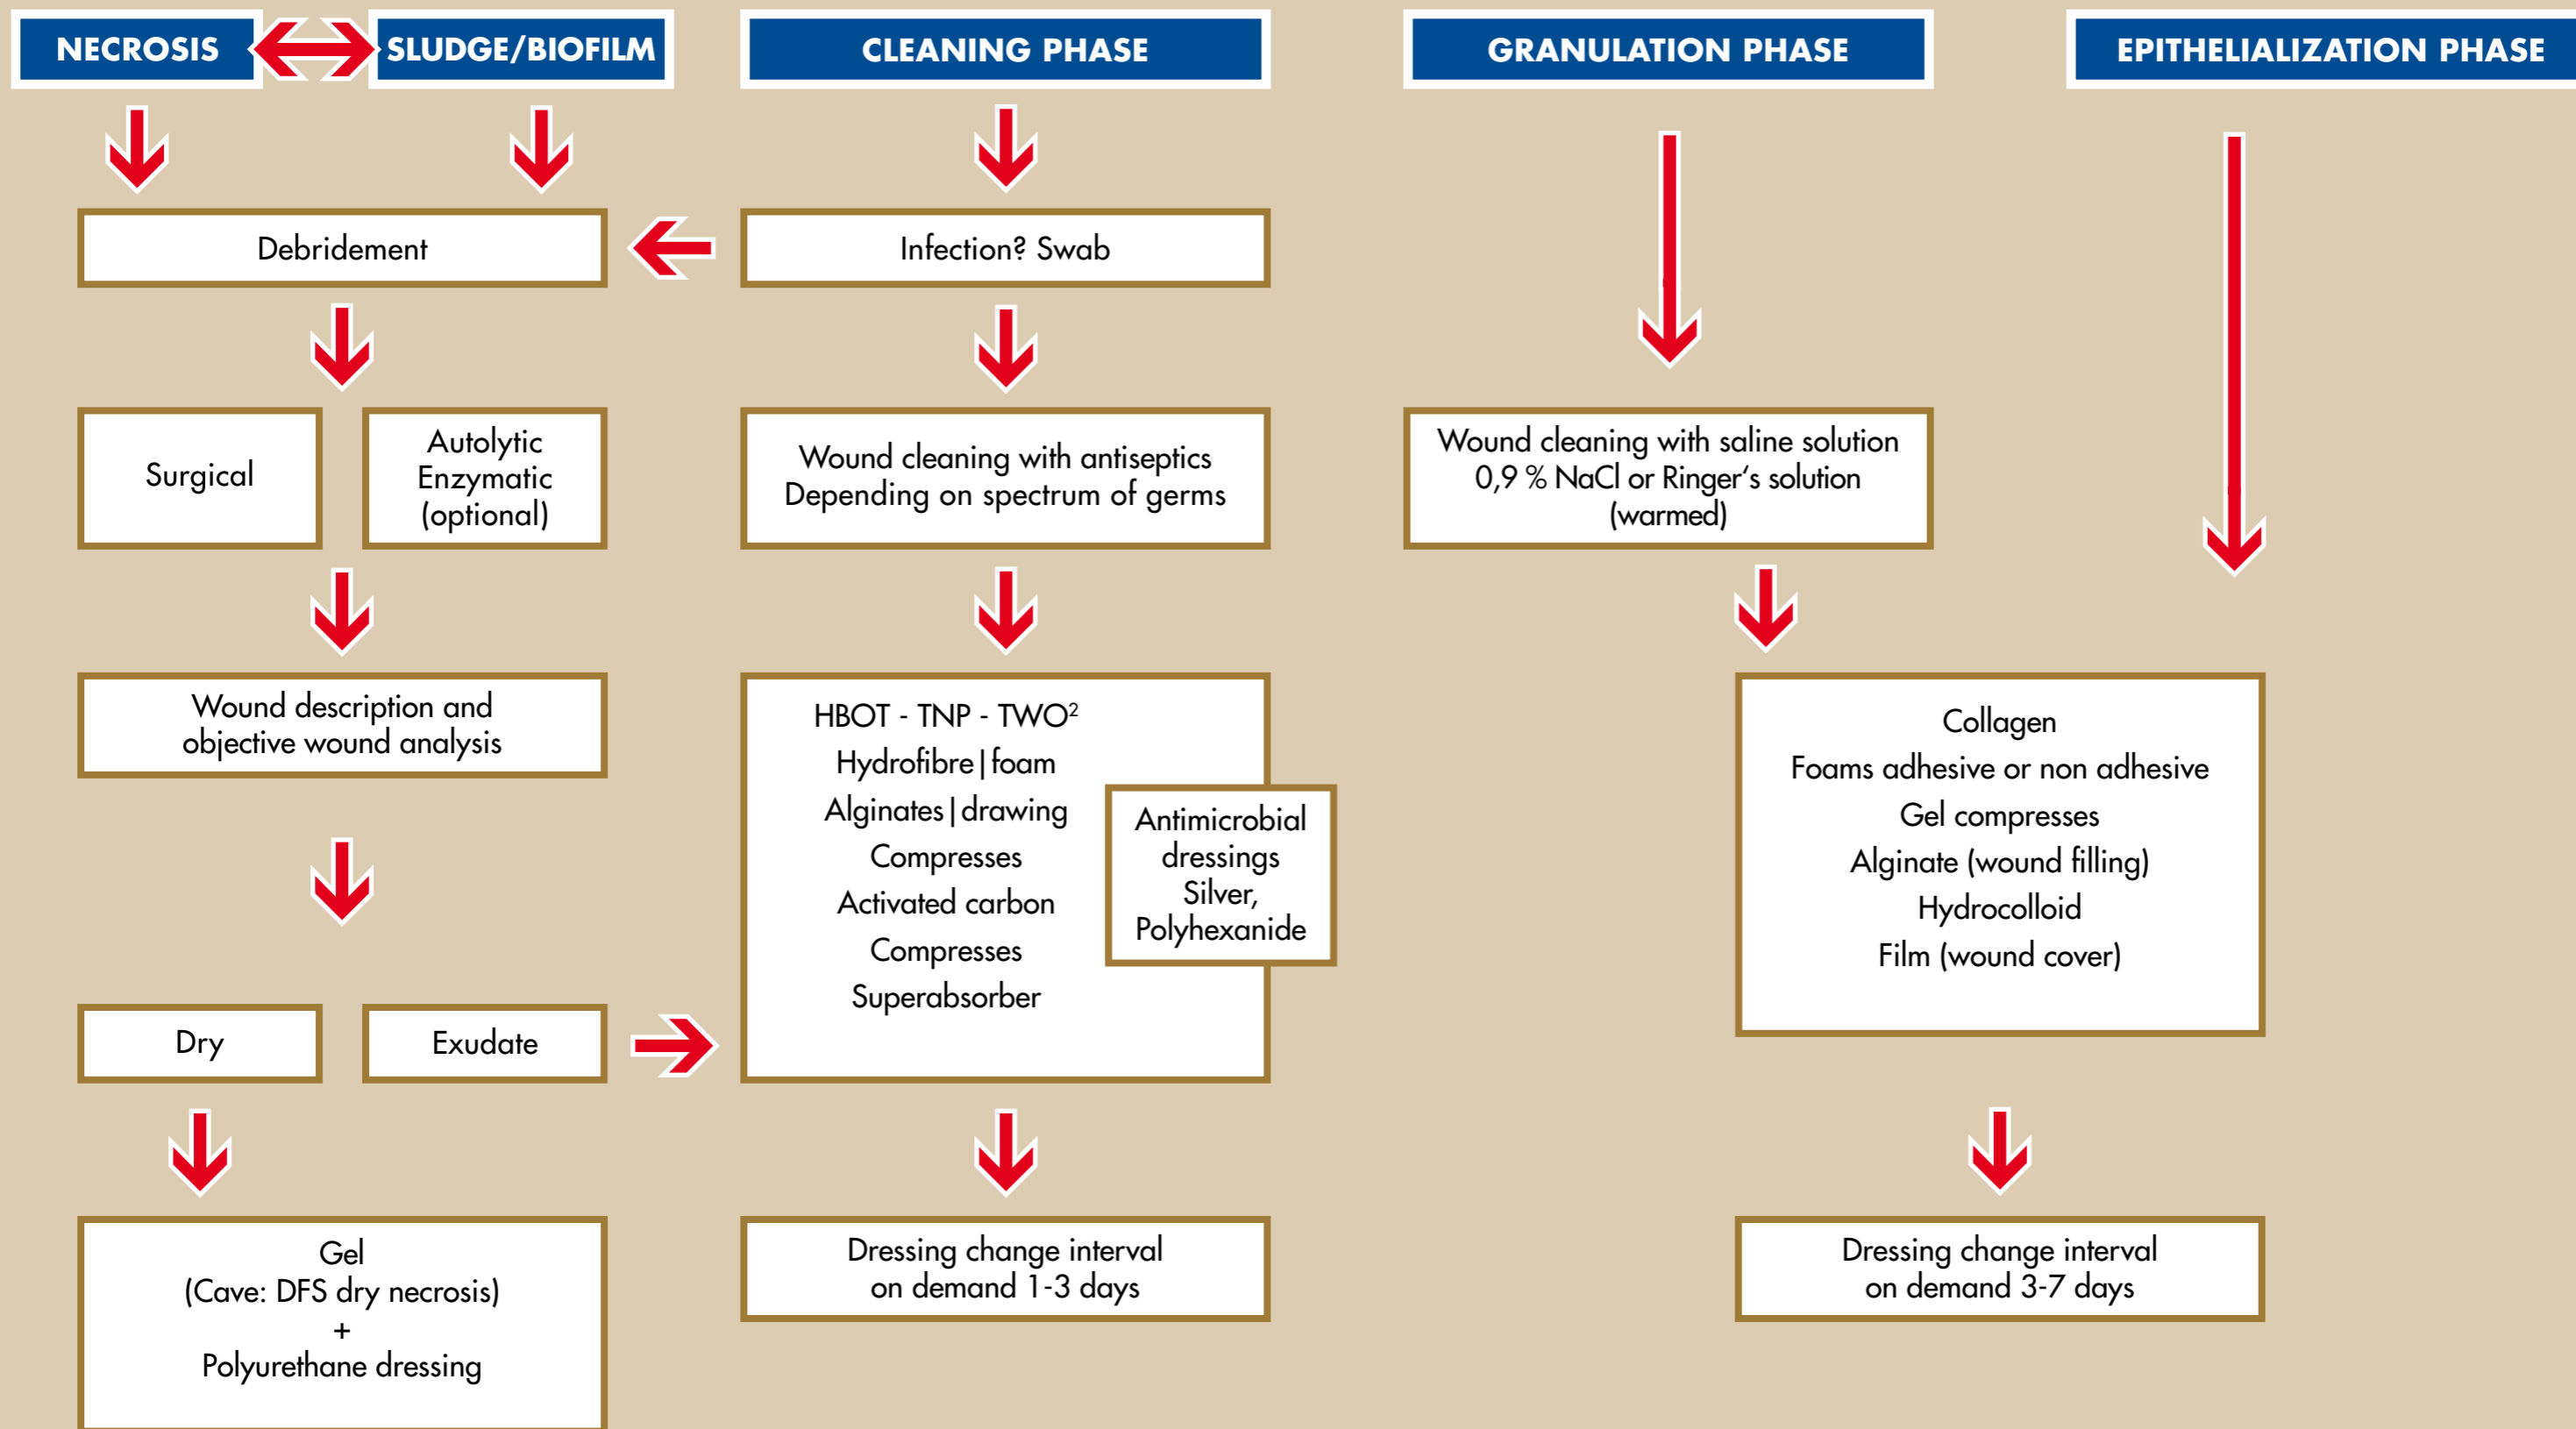 NECROSIS
SLUDGE/BIOFILM
CLEANING PHASE
GRANULATION PHASE
EPITHELIALIZATION PHASE
Debridement
Infection? Swab
Surgical
Autolytic
Enzymatic
(optional)
Wound cleaning with antiseptics
Depending on spectrum of germs
Wound cleaning with saline solution
0,9 % NaCl or Ringer‘s solution
(warmed)
Wound description and
objective wound analysis
HBOT - TNP - TWO²
Hydrofibre|foam
Alginates|drawing
Compresses
Activated carbon
Compresses
Superabsorber
Antimicrobial
dressings
Silver,
Polyhexanide
Collagen
Foams adhesive or non adhesive
Gel compresses
Alginate (wound filling)
Hydrocolloid
Film (wound cover)
Dry
Exudate
Gel
(Cave: DFS dry necrosis)
+
Polyurethane dressing
Dressing change interval
on demand 1-3 days
Dressing change interval
on demand 3-7 days